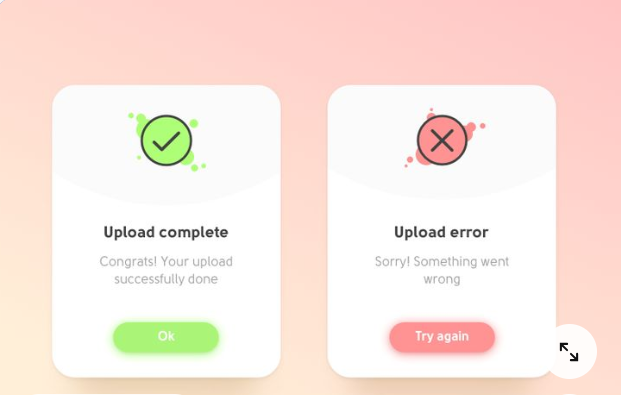 Upload complete
Congrats! Your upload
successfully done
Ok
Upload error
Sorry! Something went
wrong
Try again